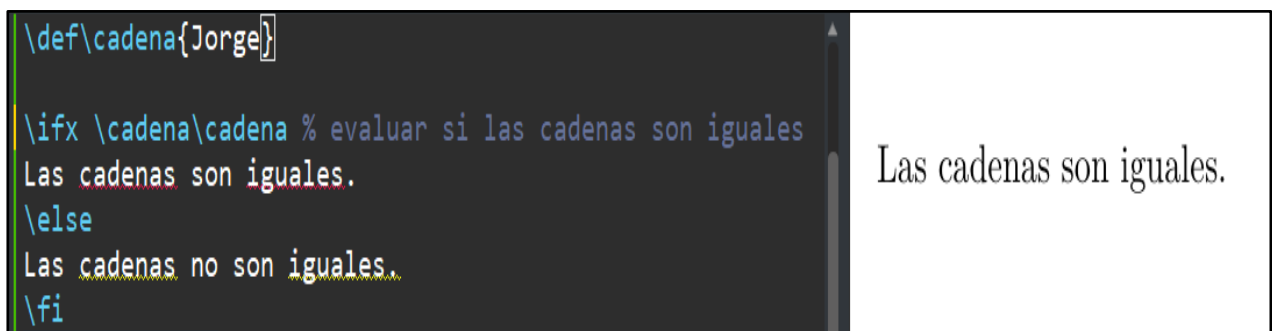 \def\cadena{Jorge}
\ifx \cadena\cadena % evaluar si las cadenas son iguales
Las cadenas son iguales.
\else
Las cadenas no son iguales.
\fi
Las cadenas son iguales.